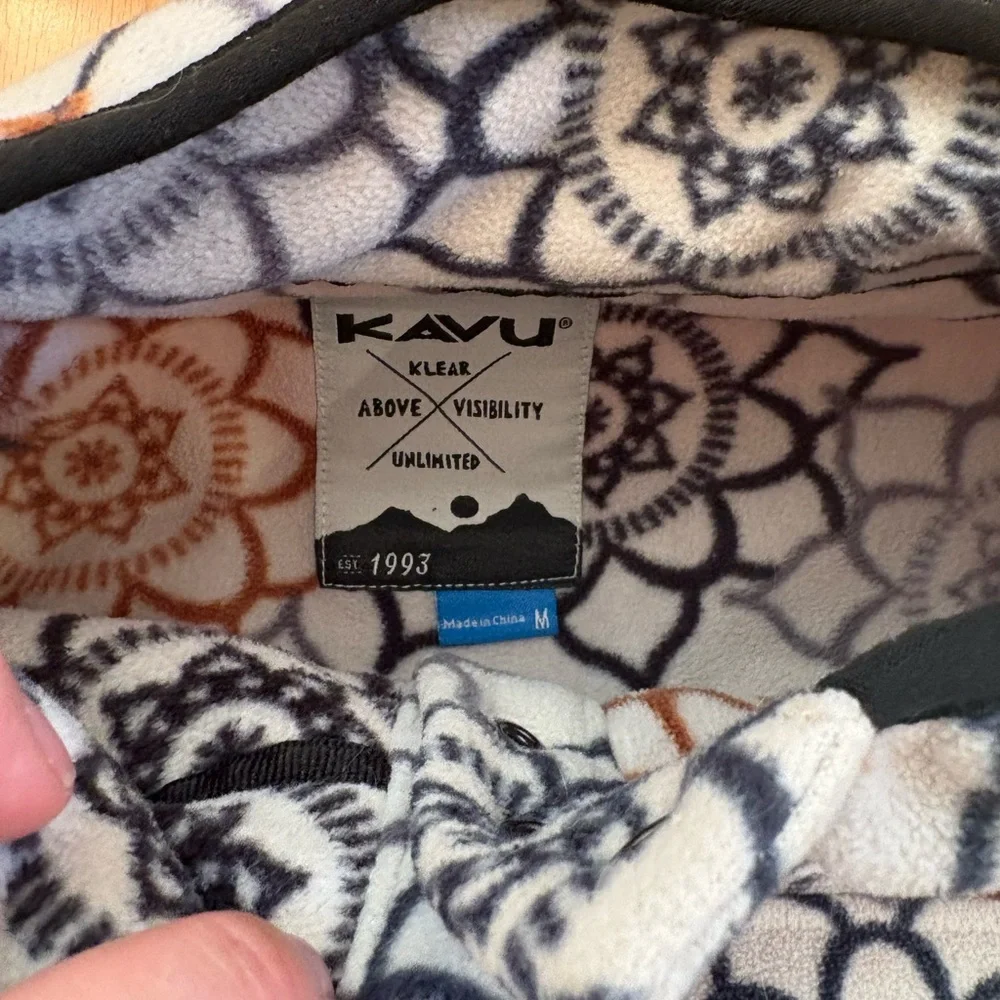 KAVU®
KLEAR
ABOVE VISIBILITY
UNLIMITED
EST. 1993
Made in China M